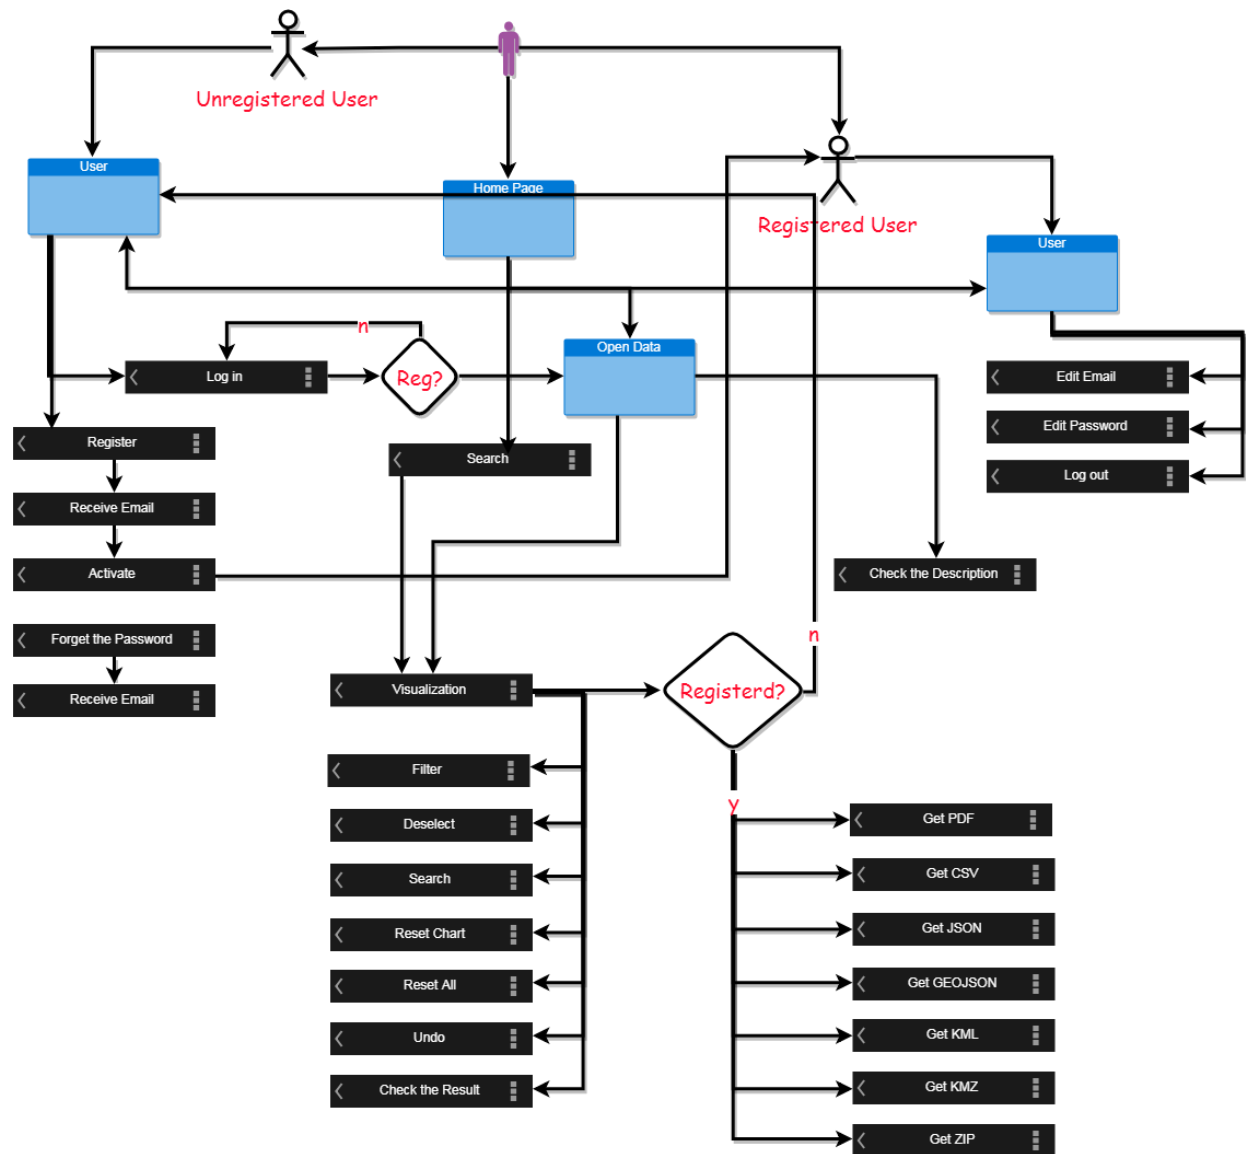 Unregistered User
User
Home Page
Registered User
User
n
Open Data
Log in
Reg?
Edit Email
Register
Search
Edit Password
Receive Email
Log out
Activate
Check the Description
Forget the Password
n
Receive Email
Visualization
Registerd?
Filter
y
Deselect
Get PDF
Search
Get CSV
Reset Chart
Get JSON
Reset All
Get GEOJSON
Undo
Get KML
Check the Result
Get KMZ
Get ZIP